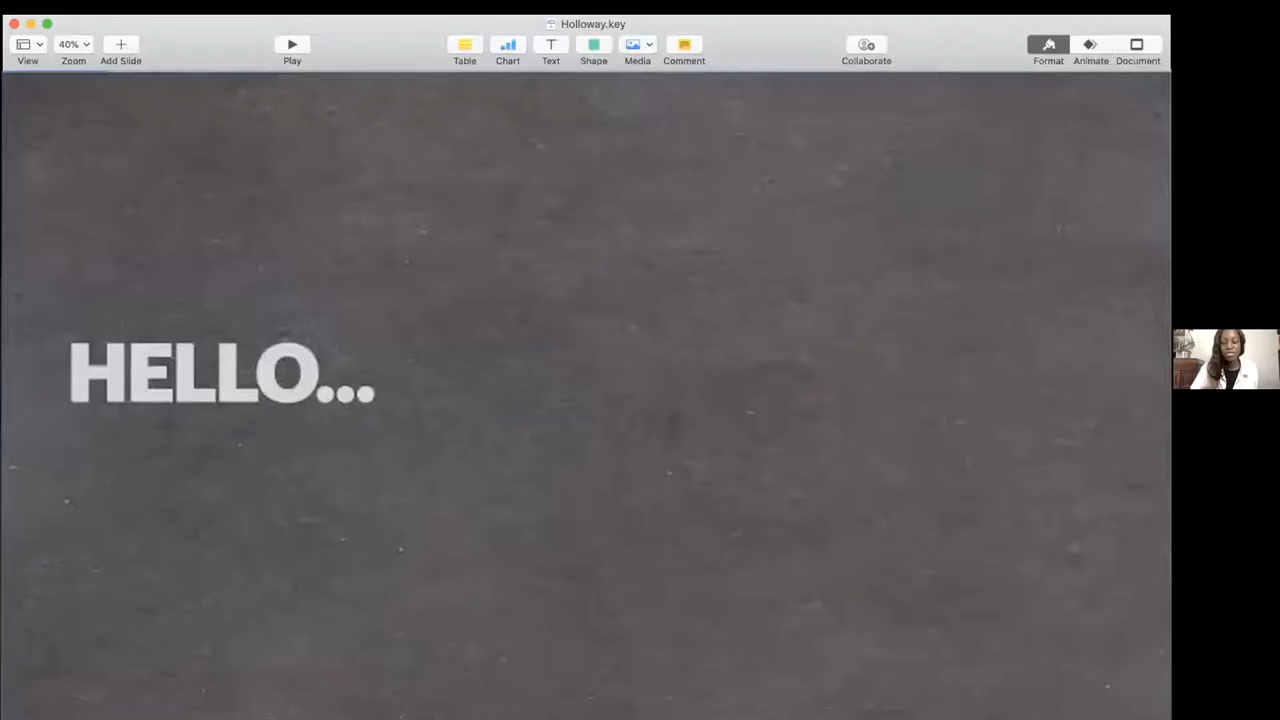 Holloway.key
40%
View
Zoom
Add Slide
Play
Table
Chart
Text
Shape
Media
Comment
Collaborate
Format
Animate
Document
HELLO...